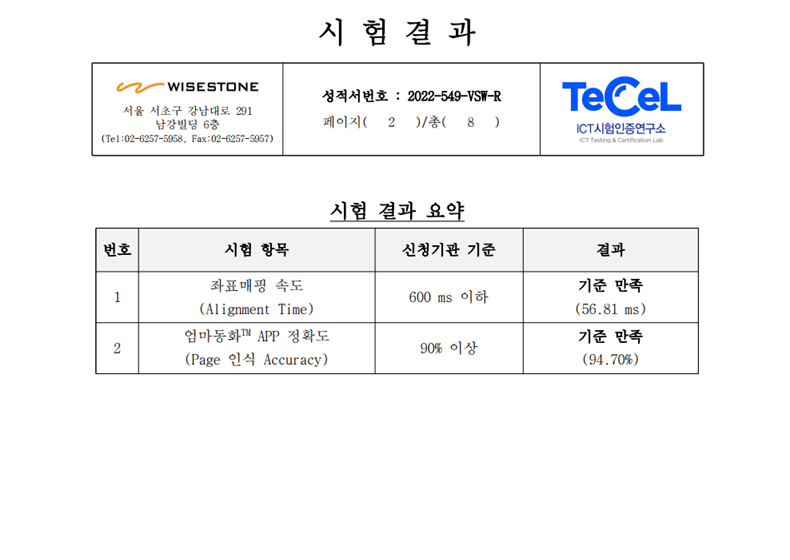 시 험 결 과
WISESTONE
서울 서초구 강남대로 291
남강빌딩 6층
(Tel:02-6257-5958, Fax:02-6257-5957)
성적서번호 : 2022-549-VSW-R
페이지( 2 )/총( 8 )
TeCeL
ICT시험인증연구소
ICT Testing & Certification Lab
시험 결과 요약
번호 시험 항목 신청기관 기준 결과
1 좌표매핑 속도 (Alignment Time) 600 ms 이하 기준 만족 (56.81 ms)
2 엄마동화™ APP 정확도 (Page 인식 Accuracy) 90% 이상 기준 만족 (94.70%)